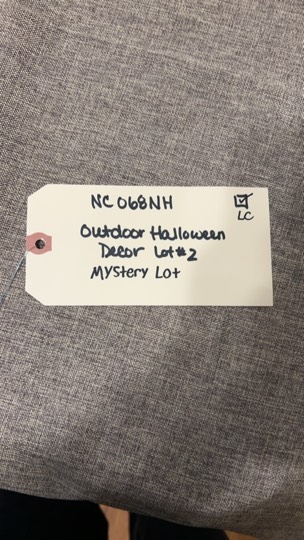 NC068NH
LC
Outdoor Halloween
Decor Lot #2
Mystery Lot